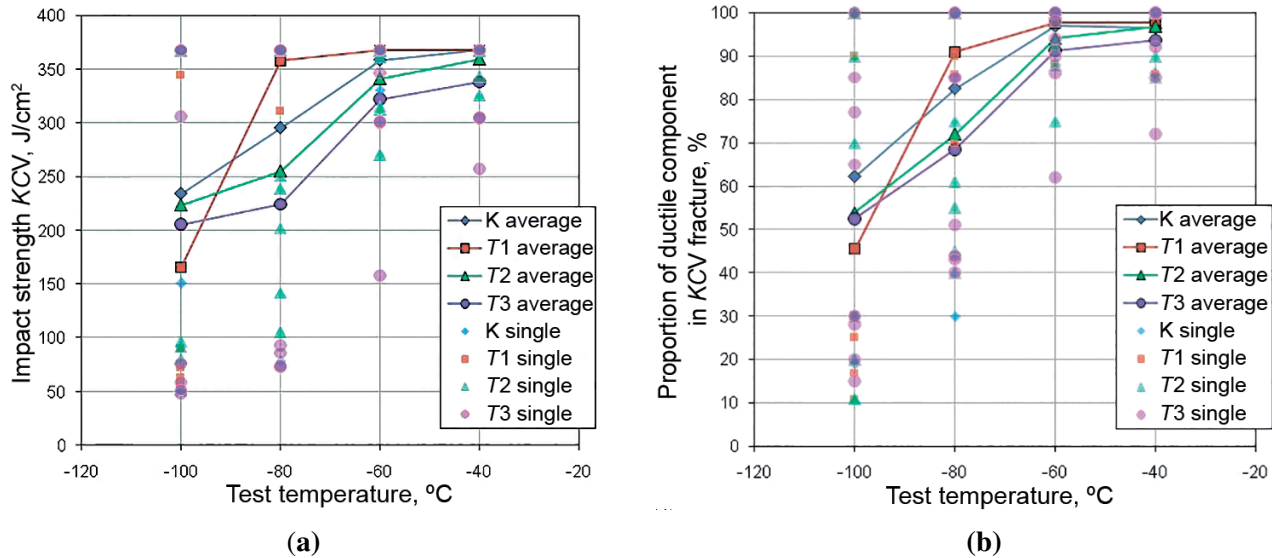 400
350
300
250
200
150
100
50
0
Impact strength KCV, J/cm²
K average
T1 average
T2 average
T3 average
K single
T1 single
T2 single
T3 single
-120 -100 -80 -60 -40 -20
Test temperature, ºC
(a)
100
90
80
70
60
50
40
30
20
10
0
Proportion of ductile component
in KCV fracture, %
K average
T1 average
T2 average
T3 average
K single
T1 single
T2 single
T3 single
-120 -100 -80 -60 -40 -20
Test temperature, ºC
(b)